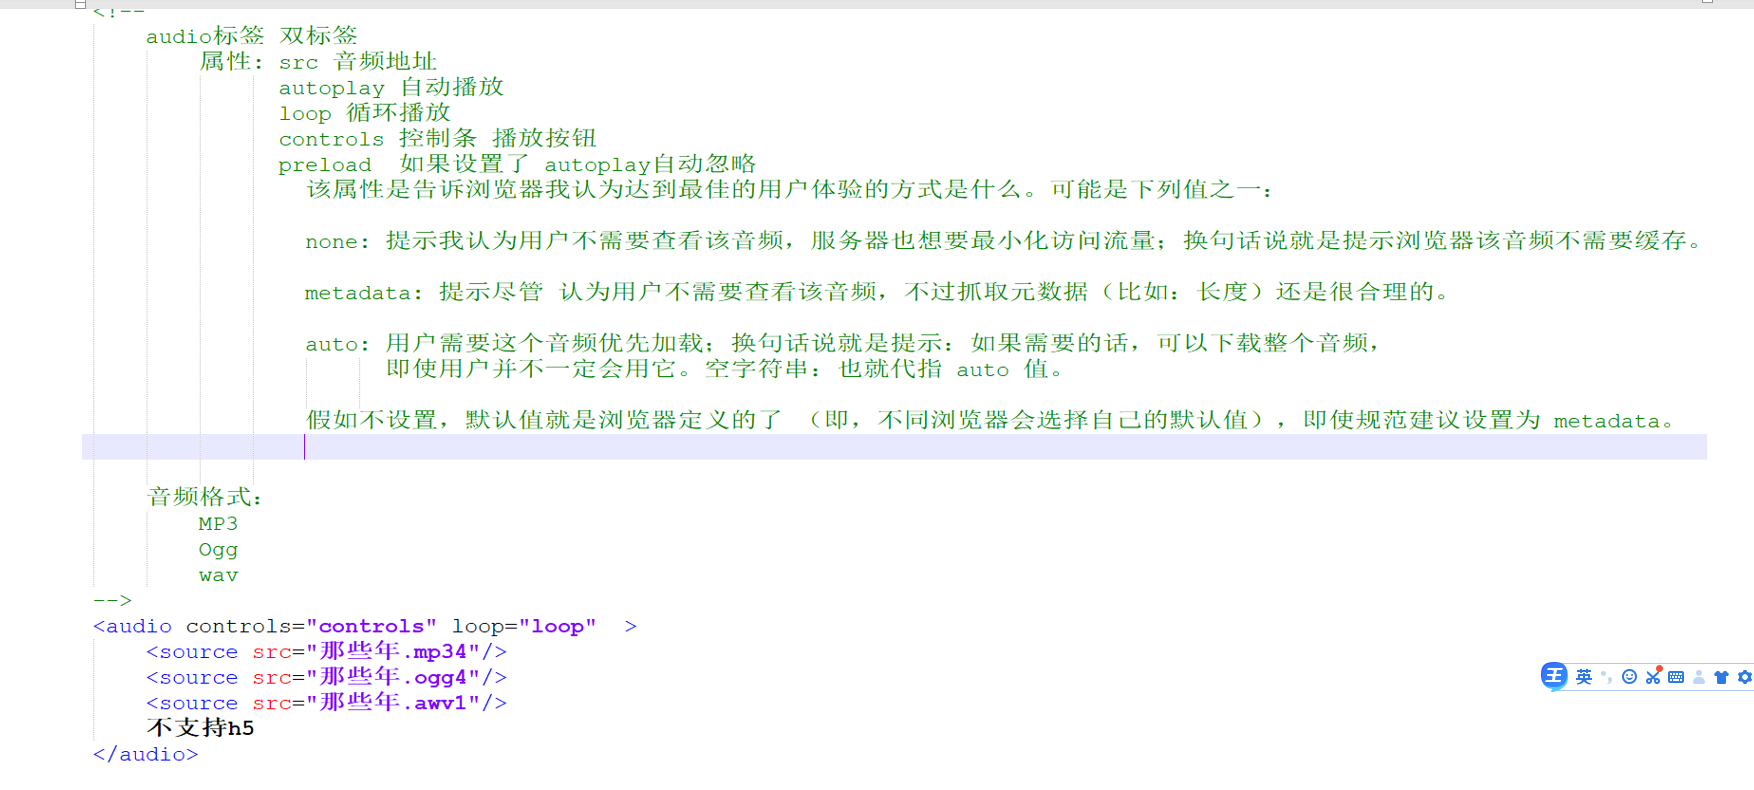 <!--
audio标签 双标签
属性: src 音频地址
autoplay 自动播放
loop 循环播放
controls 控制条 播放按钮
preload 如果设置了 autoplay自动忽略
该属性是告诉浏览器我认为达到最佳的用户体验的方式是什么。可能是下列值之一:
none: 提示我认为用户不需要查看该音频，服务器也想要最小化访问流量；换句话说就是提示浏览器该音频不需要缓存。
metadata: 提示尽管 认为用户不需要查看该音频，不过抓取元数据（比如：长度）还是很合理的。
auto: 用户需要这个音频优先加载；换句话说就是提示：如果需要的话，可以下载整个音频，
即使用户并不一定会用它。空字符串：也就代指 auto 值。
假如不设置，默认值就是浏览器定义的了 （即，不同浏览器会选择自己的默认值），即使规范建议设置为 metadata。
音频格式:
MP3
Ogg
wav
-->
<audio controls="controls" loop="loop" >
<source src="那些年.mp34"/>
<source src="那些年.ogg4"/>
王 英
<source src="那些年.awv1"/>
不支持h5
</audio>